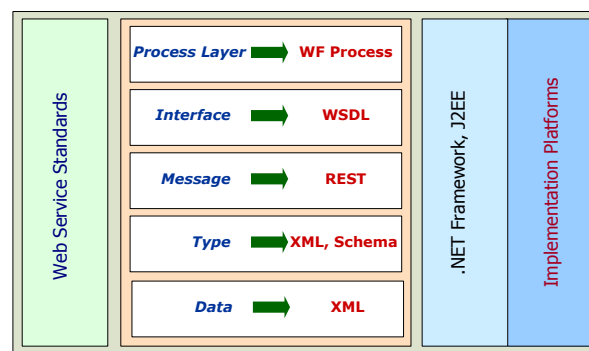 Web Service Standards
Process Layer WF Process
Interface WSDL
Message REST
Type XML, Schema
Data XML
.NET Framework, J2EE
Implementation Platforms